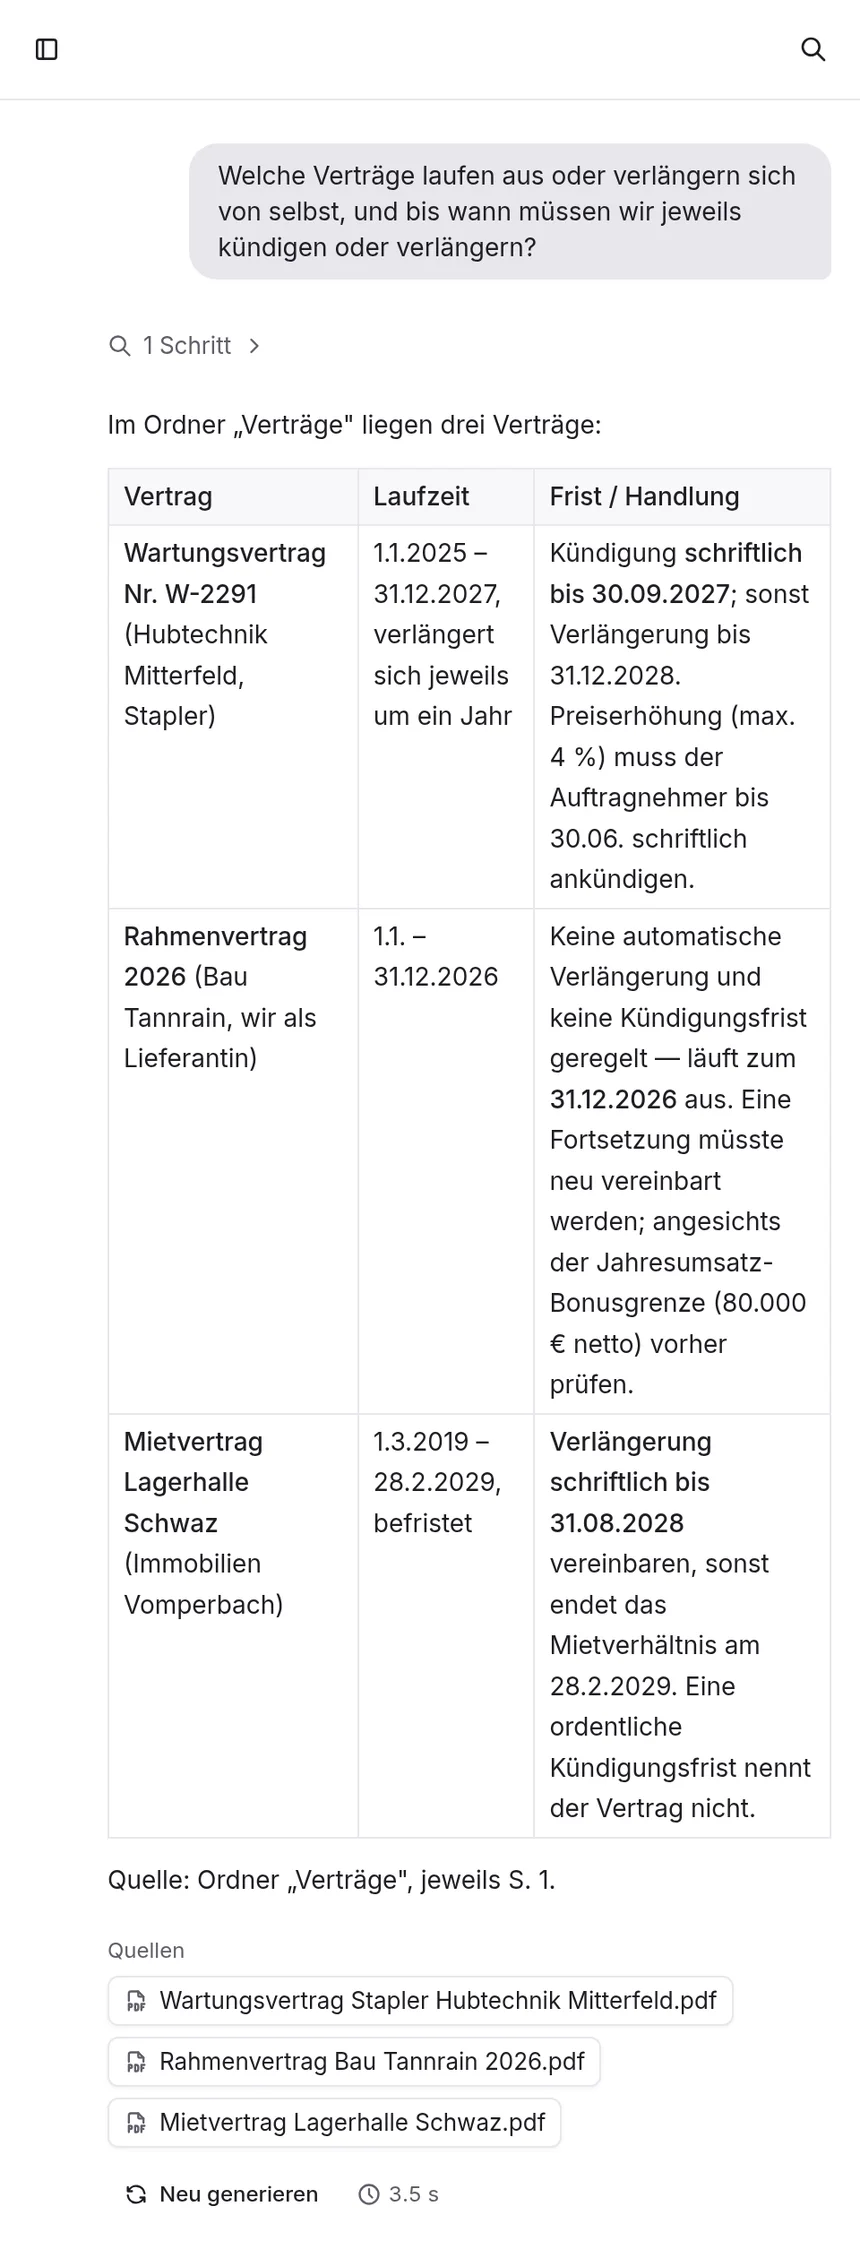 Welche Verträge laufen aus oder verlängern sich
von selbst, und bis wann müssen wir jeweils
kündigen oder verlängern?
1 Schritt
Im Ordner „Verträge" liegen drei Verträge:
Vertrag
Laufzeit
Frist / Handlung
Wartungsvertrag
Nr. W-2291
(Hubtechnik
Mitterfeld,
Stapler)
1.1.2025 –
31.12.2027,
verlängert
sich jeweils
um ein Jahr
Kündigung schriftlich
bis 30.09.2027; sonst
Verlängerung bis
31.12.2028.
Preiserhöhung (max.
4 %) muss der
Auftragnehmer bis
30.06. schriftlich
ankündigen.
Rahmenvertrag
2026 (Bau
Tannrain, wir als
Lieferantin)
1.1. –
31.12.2026
Keine automatische
Verlängerung und
keine Kündigungsfrist
geregelt — läuft zum
31.12.2026 aus. Eine
Fortsetzung müsste
neu vereinbart
werden; angesichts
der Jahresumsatz-
Bonusgrenze (80.000
€ netto) vorher
prüfen.
Mietvertrag
Lagerhalle
Schwaz
(Immobilien
Vomperbach)
1.3.2019 –
28.2.2029,
befristet
Verlängerung
schriftlich bis
31.08.2028
vereinbaren, sonst
endet das
Mietverhältnis am
28.2.2029. Eine
ordentliche
Kündigungsfrist nennt
der Vertrag nicht.
Quelle: Ordner „Verträge", jeweils S. 1.
Quellen
PDF Wartungsvertrag Stapler Hubtechnik Mitterfeld.pdf
PDF Rahmenvertrag Bau Tannrain 2026.pdf
PDF Mietvertrag Lagerhalle Schwaz.pdf
Neu generieren 3.5 s